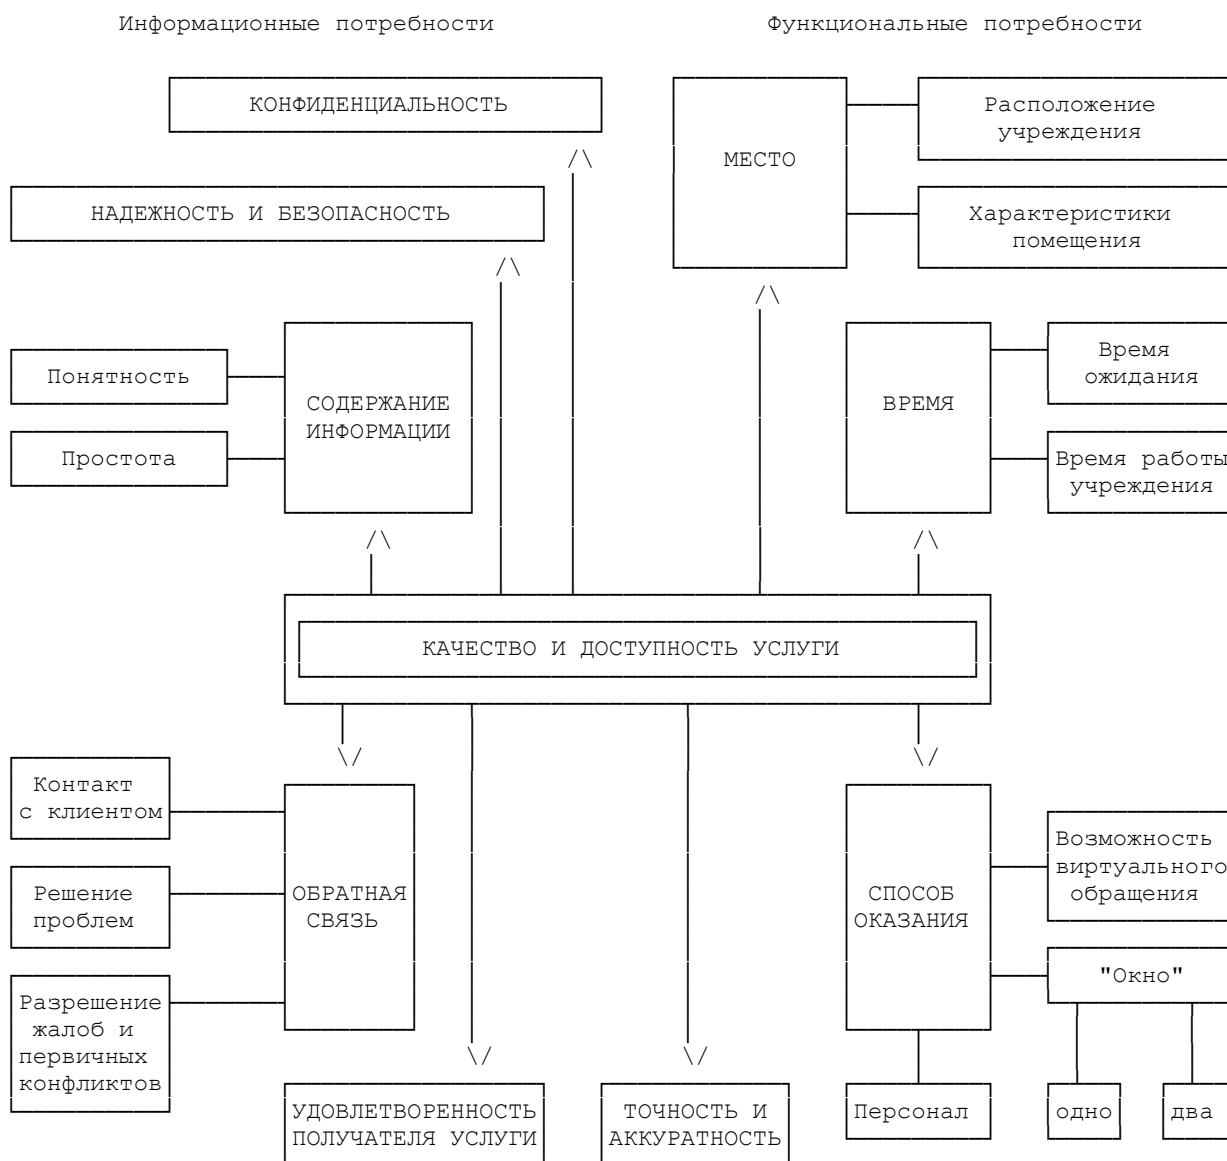 Информационные потребности
Функциональные потребности
КОНФИДЕНЦИАЛЬНОСТЬ
Расположение
учреждения
МЕСТО
НАДЕЖНОСТЬ И БЕЗОПАСНОСТЬ
Характеристики
помещения
/\
/\
/\
Понятность
СОДЕРЖАНИЕ
ИНФОРМАЦИИ
Простота
ВРЕМЯ
Время
ожидания
Время работы
учреждения
/\
/\
КАЧЕСТВО И ДОСТУПНОСТЬ УСЛУГИ
\/
\/
Контакт
с клиентом
Решение
проблем
ОБРАТНАЯ
СВЯЗЬ
Разрешение
жалоб и
первичных
конфликтов
СПОСОБ
ОКАЗАНИЯ
Возможность
виртуального
обращения
"Окно"
\/
\/
УДОВЛЕТВОРЕННОСТЬ
ПОЛУЧАТЕЛЯ УСЛУГИ
ТОЧНОСТЬ И
АККУРАТНОСТЬ
Персонал
одно
два